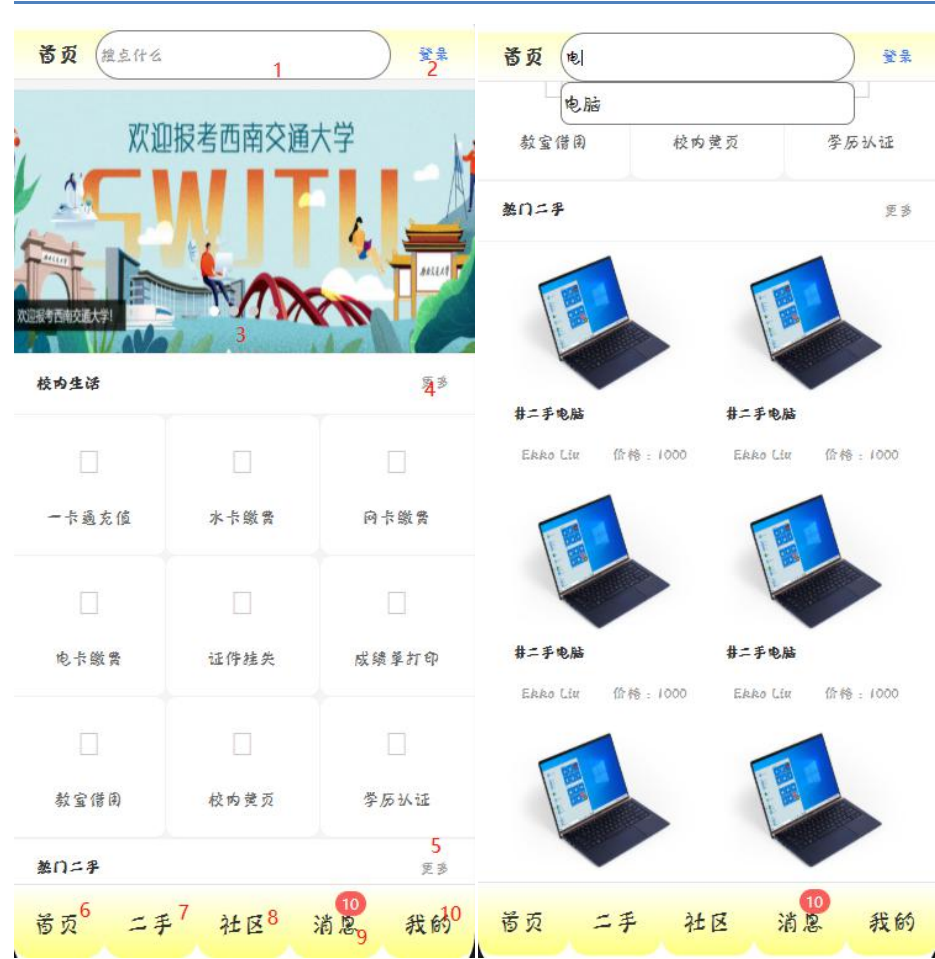 首页 搜点什么 登录
1 2
欢迎报考西南交通大学
SWJTU
欢迎报考西南交通大学!
3
校内生活 更多
4
一卡通充值 水卡缴费 网卡缴费
电卡缴费 证件挂失 成绩单打印
教室借用 校内黄页 学历认证
5
热门二手 更多
10
首页 6 二手 7 社区 8 消息 9 我的 10
首页 电 登录
电脑
教室借用 校内黄页 学历认证
热门二手 更多
#二手电脑 #二手电脑
Ekko Liu 价格：1000 Ekko Liu 价格：1000
#二手电脑 #二手电脑
Ekko Liu 价格：1000 Ekko Liu 价格：1000
10
首页 二手 社区 消息 我的